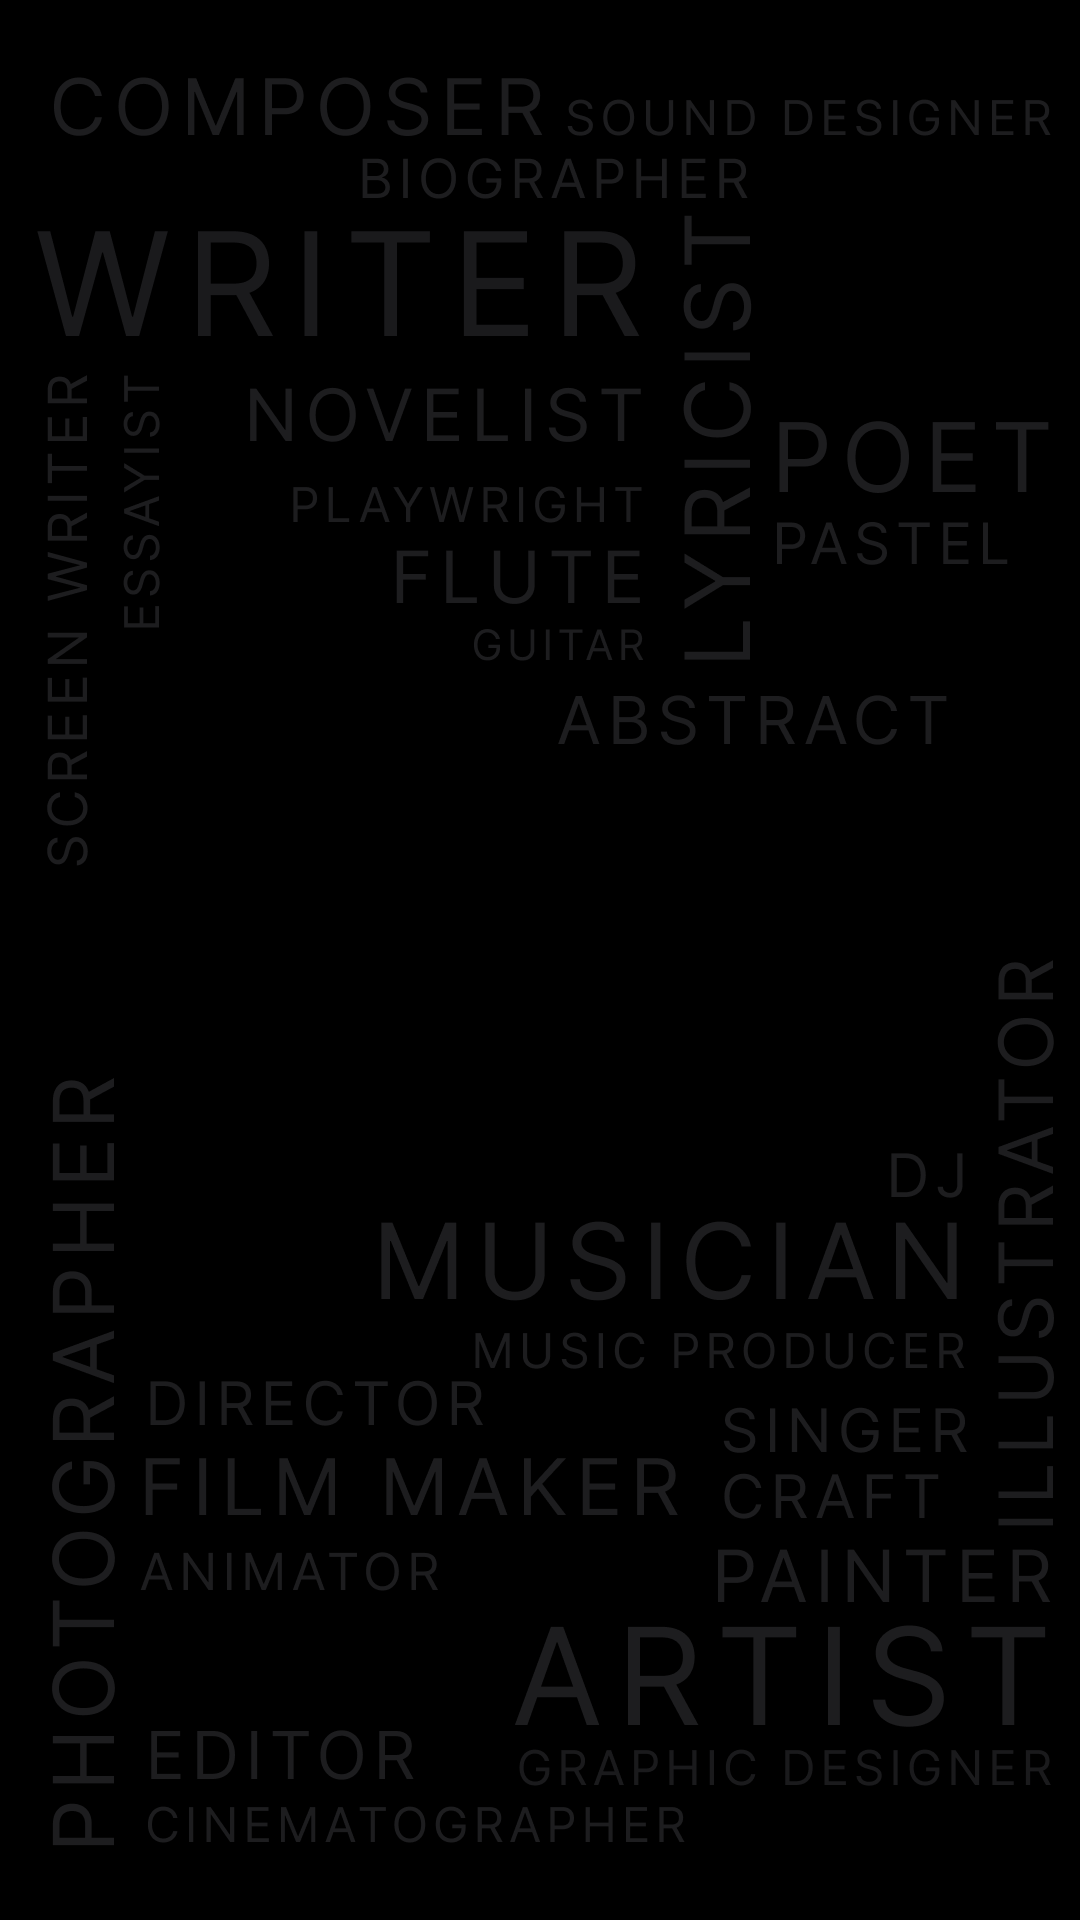 COMPOSER
SOUND DESIGNER
BIOGRAPHER
WRITER
LYRICIST
SCREEN WRITER
ESSAYIST
NOVELIST
POET
PLAYWRIGHT
PASTEL
FLUTE
GUITAR
ABSTRACT
ILLUSTRATOR
PHOTOGRAPHER
DJ
MUSICIAN
MUSIC PRODUCER
DIRECTOR
SINGER
FILM MAKER
CRAFT
ANIMATOR
PAINTER
ARTIST
EDITOR
GRAPHIC DESIGNER
CINEMATOGRAPHER